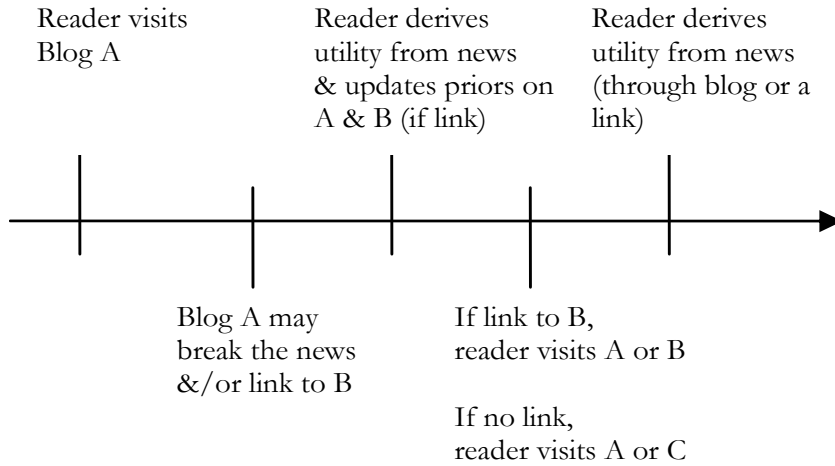 Reader visits
Blog A
Reader derives
utility from news
& updates priors on
A & B (if link)
Reader derives
utility from news
(through blog or a
link)
Blog A may
break the news
&/or link to B
If link to B,
reader visits A or B
If no link,
reader visits A or C